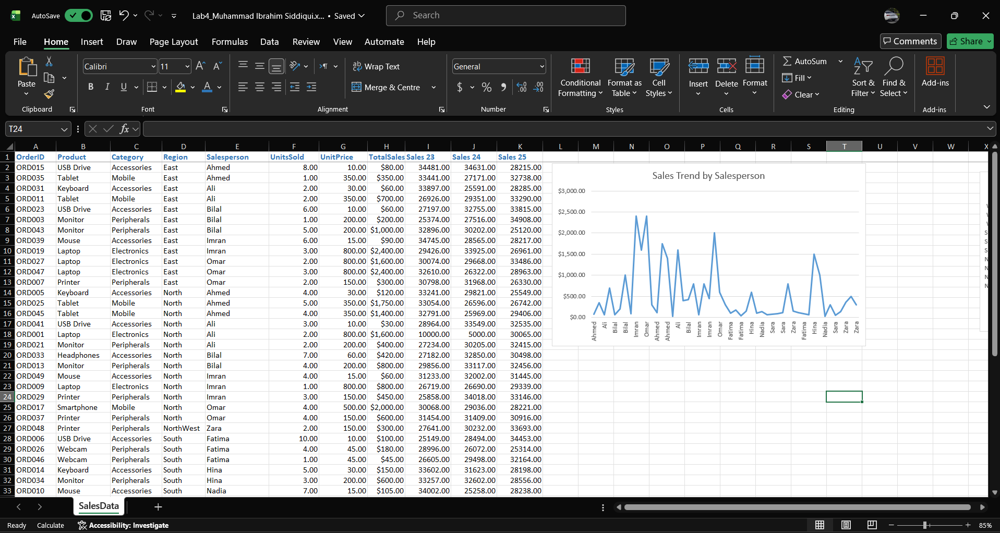 AutoSave Lab4_Muhammad Ibrahim Siddiqui.x... • Saved Search
File Home Insert Draw Page Layout Formulas Data Review View Automate Help Comments Share
Paste
Clipboard
Calibri 11
B I U A
Font
Wrap Text
Merge & Centre
Alignment
General
$ % 9
Number
Conditional Formatting
Format as Table
Cell Styles
Styles
Insert Delete Format
Cells
AutoSum
Fill
Clear
Sort & Filter
Find & Select
Editing
Add-ins
Add-ins
T24 fx
A B C D E F G H I J K L M N O P Q R S T U V W X
1 OrderID Product Category Region Salesperson UnitsSold UnitPrice TotalSales Sales 23 Sales 24 Sales 25
2 ORD015 USB Drive Accessories East Ahmed 8.00 10.00 $80.00 34481.00 34631.00 28215.00
3 ORD035 Tablet Mobile East Ahmed 1.00 350.00 $350.00 33441.00 27171.00 32738.00
4 ORD031 Keyboard Accessories East Ali 2.00 30.00 $60.00 33897.00 25591.00 28285.00
5 ORD011 Tablet Mobile East Ali 2.00 350.00 $700.00 26926.00 29351.00 33290.00
6 ORD023 USB Drive Accessories East Bilal 6.00 10.00 $60.00 27197.00 32755.00 33815.00
7 ORD003 Monitor Peripherals East Bilal 1.00 200.00 $200.00 25374.00 27516.00 34908.00
8 ORD043 Monitor Peripherals East Bilal 5.00 200.00 $1,000.00 32896.00 30202.00 25120.00
9 ORD039 Mouse Accessories East Imran 6.00 15.00 $90.00 34745.00 28565.00 28217.00
10 ORD019 Laptop Electronics East Imran 3.00 800.00 $2,400.00 29426.00 33925.00 26961.00
11 ORD027 Laptop Electronics East Omar 2.00 800.00 $1,600.00 30074.00 29668.00 33486.00
12 ORD047 Laptop Electronics East Omar 3.00 800.00 $2,400.00 32610.00 26322.00 28963.00
13 ORD007 Printer Peripherals East Omar 2.00 150.00 $300.00 30798.00 31968.00 26330.00
14 ORD005 Keyboard Accessories North Ahmed 4.00 30.00 $120.00 33241.00 29821.00 25549.00
15 ORD025 Tablet Mobile North Ahmed 5.00 350.00 $1,750.00 33054.00 26596.00 26742.00
16 ORD045 Tablet Mobile North Ahmed 4.00 350.00 $1,400.00 32791.00 25969.00 29406.00
17 ORD041 USB Drive Accessories North Ali 3.00 10.00 $30.00 28964.00 33549.00 32535.00
18 ORD001 Laptop Electronics North Ali 2.00 800.00 $1,600.00 10000.00 5000.00 30065.00
19 ORD021 Monitor Peripherals North Ali 2.00 200.00 $400.00 27234.00 30205.00 32415.00
20 ORD033 Headphones Accessories North Bilal 7.00 60.00 $420.00 27182.00 32850.00 30498.00
21 ORD013 Monitor Peripherals North Bilal 4.00 200.00 $800.00 29856.00 33117.00 32456.00
22 ORD049 Mouse Accessories North Imran 4.00 15.00 $60.00 31233.00 32002.00 31445.00
23 ORD009 Laptop Electronics North Imran 1.00 800.00 $800.00 26719.00 26690.00 29339.00
24 ORD029 Printer Peripherals North Imran 3.00 150.00 $450.00 25858.00 34018.00 33146.00
25 ORD017 Smartphone Mobile North Omar 4.00 500.00 $2,000.00 30068.00 29036.00 28221.00
26 ORD037 Printer Peripherals North Omar 4.00 150.00 $600.00 31454.00 31409.00 30916.00
27 ORD048 Printer Peripherals NorthWest Zara 2.00 150.00 $300.00 27641.00 30232.00 33693.00
28 ORD006 USB Drive Accessories South Fatima 10.00 10.00 $100.00 25149.00 28494.00 34453.00
29 ORD026 Webcam Peripherals South Fatima 4.00 45.00 $180.00 28996.00 26072.00 25314.00
30 ORD046 Webcam Peripherals South Fatima 1.00 45.00 $45.00 26605.00 29498.00 32164.00
31 ORD014 Keyboard Accessories South Hina 5.00 30.00 $150.00 33602.00 31623.00 28198.00
32 ORD034 Monitor Peripherals South Hina 3.00 200.00 $600.00 33257.00 32602.00 28556.00
33 ORD010 Mouse Accessories South Nadia 7.00 15.00 $105.00 34002.00 25258.00 28238.00
Sales Trend by Salesperson
$3,000.00
$2,500.00
$2,000.00
$1,500.00
$1,000.00
$500.00
$0.00
Ahmed Ali Bilal Bilal Imran Omar Ahmed Ahmed Ali Bilal Imran Imran Omar Fatima Fatima Hina Nadia Sara Sara Zara Fatima Hina Nadia Sara Zara Zara
SalesData
Ready Calculate Accessibility: Investigate 85%